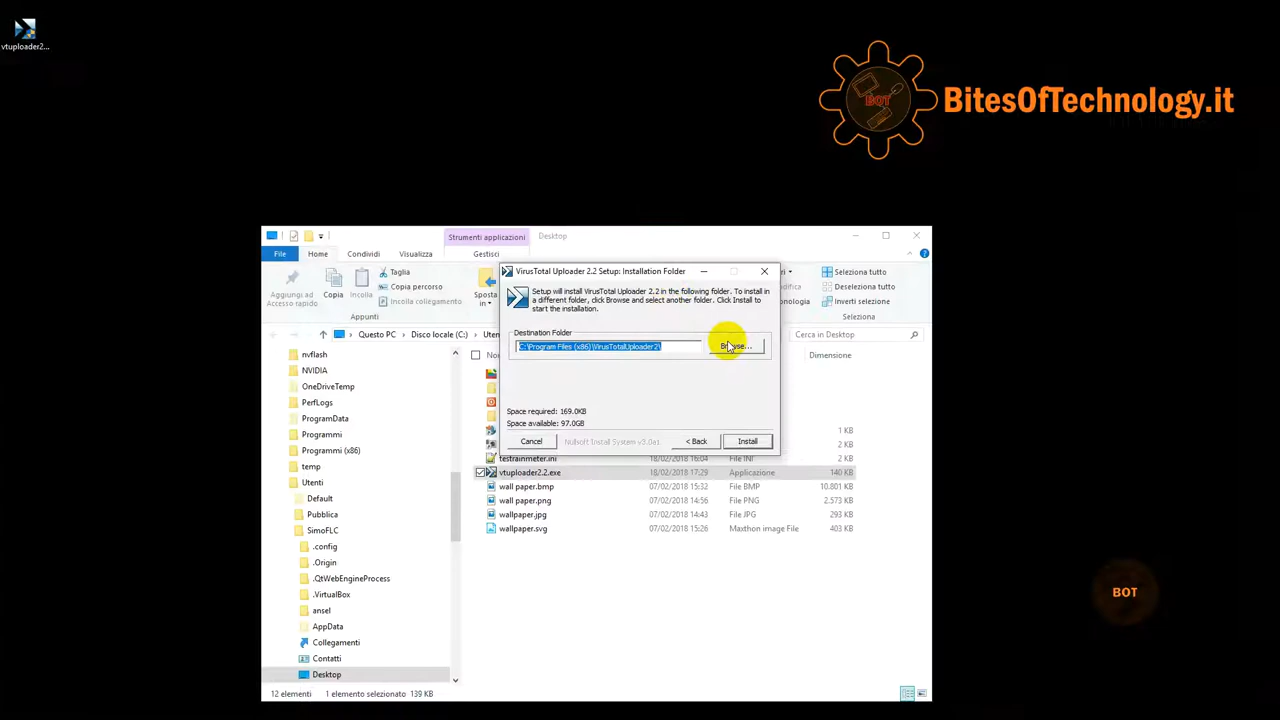 vtuploader2...
BOT
BitesOfTechnology.it
Strumenti applicazioni
Desktop
File
Home
Condividi
Visualizza
Gestisci
Aggiungi ad
Accesso rapido
Copia
Incolla
Taglia
Copia percorso
Incolla collegamento
Appunti
Sposta
in
Seleziona tutto
Deseleziona tutto
Inverti selezione
Selezione
VirusTotal Uploader 2.2 Setup: Installation Folder
Setup will install VirusTotal Uploader 2.2 in the following folder. To install in
a different folder, click Browse and select another folder. Click Install to
start the installation.
Destination Folder
C:\Program Files (x86)\VirusTotalUploader2\
Browse...
Space required: 169.0KB
Space available: 97.0GB
Cancel
Nullsoft Install System v3.0a1
< Back
Install
Questo PC
Disco locale (C:)
Cerca in Desktop
Dimensione
nvflash
NVIDIA
OneDriveTemp
PerfLogs
ProgramData
Programmi
Programmi (x86)
temp
Utenti
Default
Pubblica
SimoFLC
.config
.Origin
.QtWebEngineProcess
.VirtualBox
ansel
AppData
Collegamenti
Contatti
Desktop
1 KB
2 KB
testrainmeter.ini 18/02/2018 16:04 File INI 2 KB
vtuploader2.2.exe 18/02/2018 17:29 Applicazione 140 KB
wall paper.bmp 07/02/2018 15:32 File BMP 10.801 KB
wall paper.png 07/02/2018 14:56 File PNG 2.573 KB
wallpaper.jpg 07/02/2018 14:43 File JPG 293 KB
wallpaper.svg 07/02/2018 15:26 Maxthon image File 403 KB
12 elementi
1 elemento selezionato 139 KB
BOT